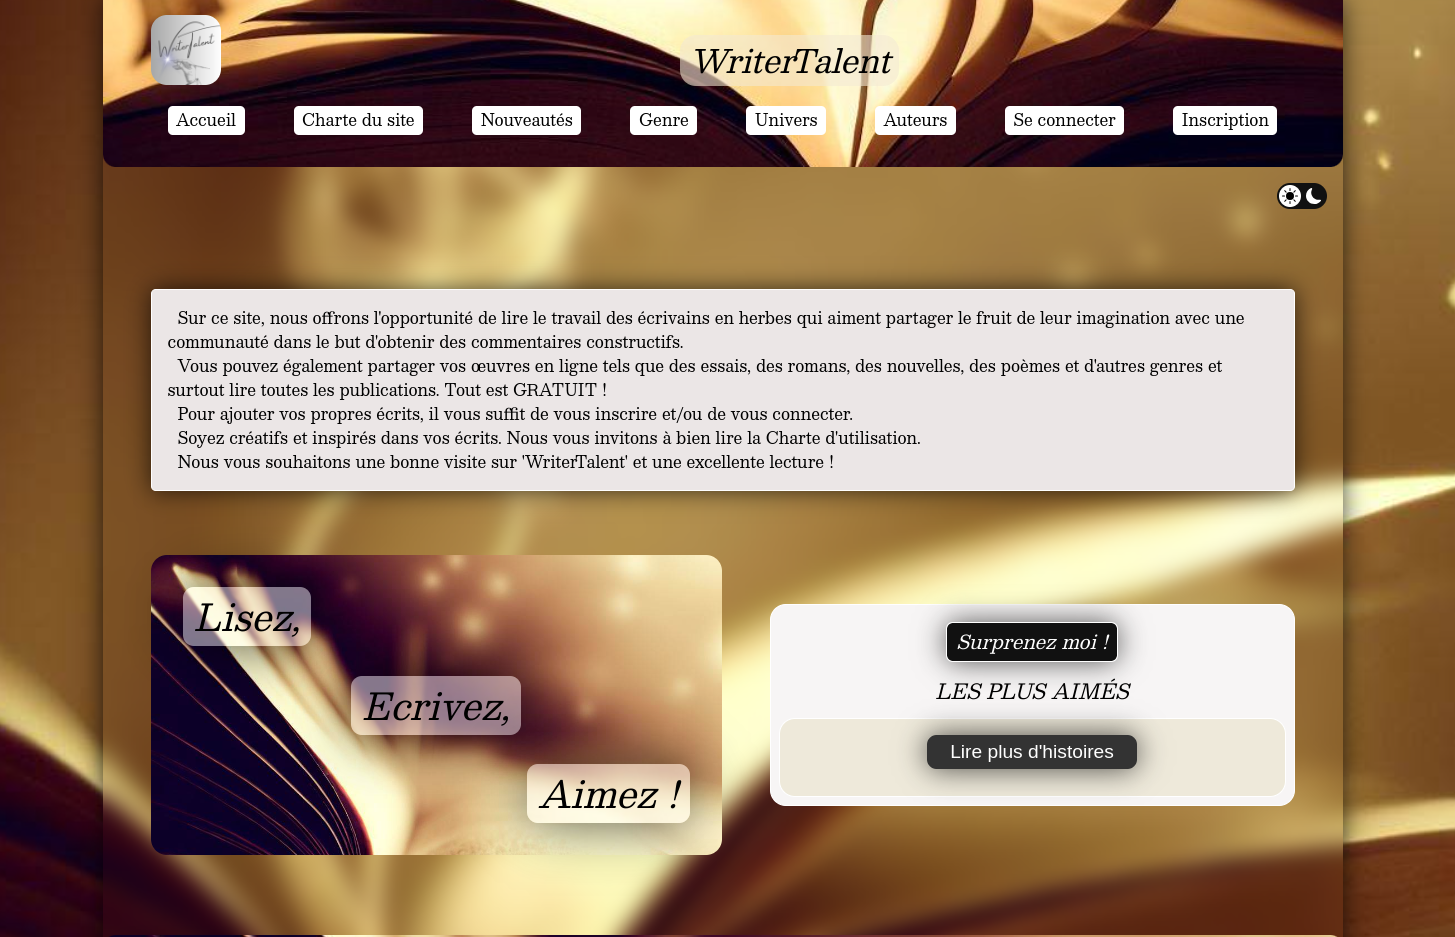 WriterTalent
WriterTalent
Accueil
Charte du site
Nouveautés
Genre
Univers
Auteurs
Se connecter
Inscription
Sur ce site, nous offrons l'opportunité de lire le travail des écrivains en herbes qui aiment partager le fruit de leur imagination avec une
communauté dans le but d'obtenir des commentaires constructifs.
Vous pouvez également partager vos œuvres en ligne tels que des essais, des romans, des nouvelles, des poèmes et d'autres genres et
surtout lire toutes les publications. Tout est GRATUIT !
Pour ajouter vos propres écrits, il vous suffit de vous inscrire et/ou de vous connecter.
Soyez créatifs et inspirés dans vos écrits. Nous vous invitons à bien lire la Charte d'utilisation.
Nous vous souhaitons une bonne visite sur 'WriterTalent' et une excellente lecture !
Lisez,
Ecrivez,
Aimez !
Surprenez moi !
LES PLUS AIMÉS
Lire plus d'histoires